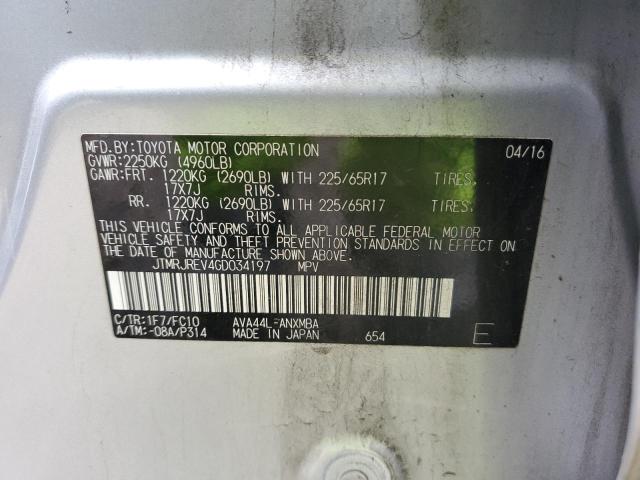 MFD.BY:TOYOTA MOTOR CORPORATION 04/16
GVWR:2250KG (4960LB)
GAWR:FRT. 1220KG (2690LB) WITH 225/65R17 TIRES,
17X7J RIMS.
RR. 1220KG (2690LB) WITH 225/65R17 TIRES,
17X7J RIMS.
THIS VEHICLE CONFORMS TO ALL APPLICABLE FEDERAL MOTOR
VEHICLE SAFETY AND THEFT PREVENTION STANDARDS IN EFFECT ON
THE DATE OF MANUFACTURE SHOWN ABOVE.
JTMRJREV4GD034197 MPV
C/TR:1F7/FC10 AVA44L-ANXMBA
A/TM:-08A/P314 MADE IN JAPAN 654 E